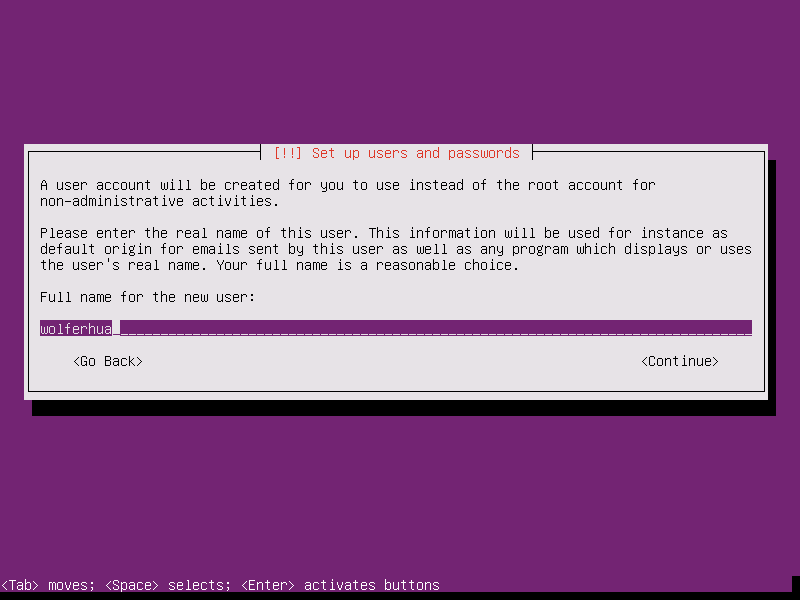 [!!] Set up users and passwords
A user account will be created for you to use instead of the root account for
non-administrative activities.
Please enter the real name of this user. This information will be used for instance as
default origin for emails sent by this user as well as any program which displays or uses
the user's real name. Your full name is a reasonable choice.
Full name for the new user:
wolferhua
<Go Back> <Continue>
<Tab> moves; <Space> selects; <Enter> activates buttons